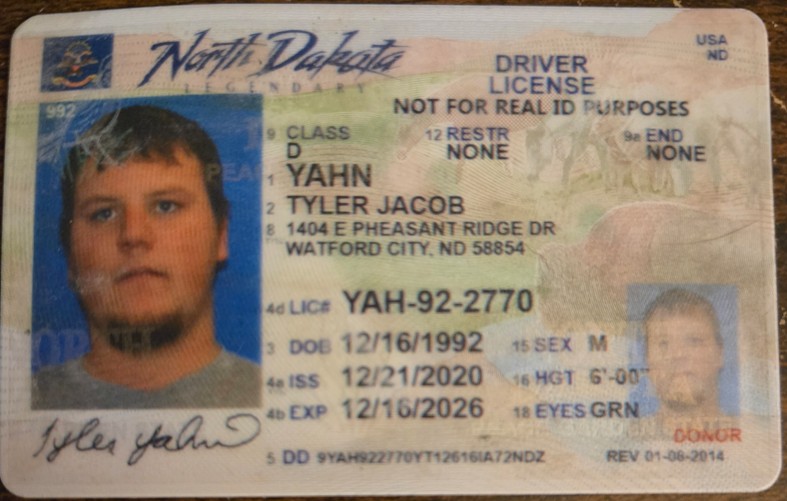 North Dakota
LEGENDARY
USA
ND
DRIVER
LICENSE
NOT FOR REAL ID PURPOSES
992
9 CLASS
D
12 RESTR
NONE
9a END
NONE
1 YAHN
2 TYLER JACOB
8 1404 E PHEASANT RIDGE DR
WATFORD CITY, ND 58854
4d LIC# YAH-92-2770
3 DOB 12/16/1992 15 SEX M
4a ISS 12/21/2020 16 HGT 6'-00"
4b EXP 12/16/2026 18 EYES GRN
DONOR
Tyler Yahn
5 DD 9YAH922770YT12616IA72NDZ REV 01-08-2014